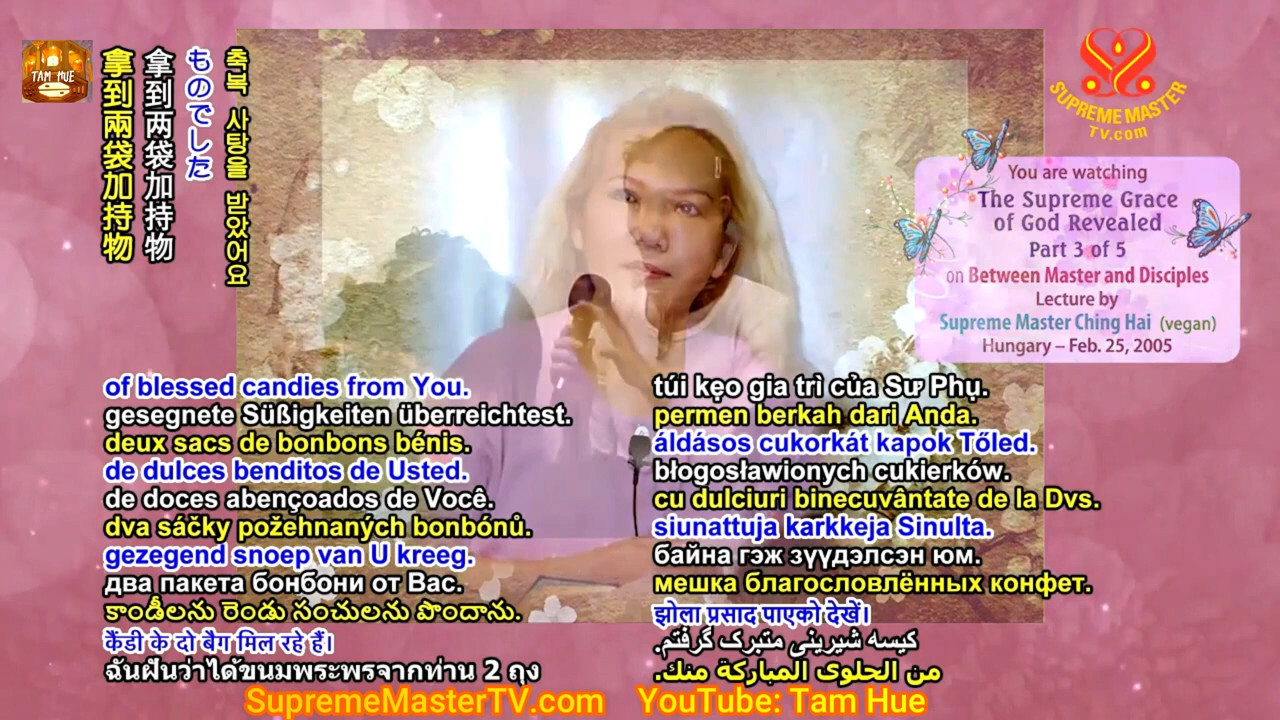 TAM HUE
拿到兩袋加持物
拿到两袋加持物
ものでした
축복 사탕을 받았어요
SUPREME MASTER
TV.com
You are watching
The Supreme Grace
of God Revealed
Part 3 of 5
on Between Master and Disciples
Lecture by
Supreme Master Ching Hai (vegan)
Hungary – Feb. 25, 2005
of blessed candies from You.
gesegnete Süßigkeiten überreichtest.
deux sacs de bonbons bénis.
de dulces benditos de Usted.
de doces abençoados de Você.
dva sáčky požehnaných bonbónů.
gezegend snoep van U kreeg.
два пакета бонбони от Вас.
కాండీలను రెండు సంచులను పొందాను.
कैंडी के दो बैग मिल रहे हैं।
ฉันฝันว่าได้ขนมพระพรจากท่าน 2 ถุง
túi kẹo gia trì của Sư Phụ.
permen berkah dari Anda.
áldásos cukorkát kapok Tőled.
błogosławionych cukierków.
cu dulciuri binecuvântate de la Dvs.
siunattuja karkkeja Sinulta.
байна гэж зүүдэлсэн юм.
мешка благословлённых конфет.
झोला प्रसाद पाएको देखें।
کیسه شیرینی متبرک گرفتم.
من الحلوى المباركة منك.
SupremeMasterTV.com YouTube: Tam Hue